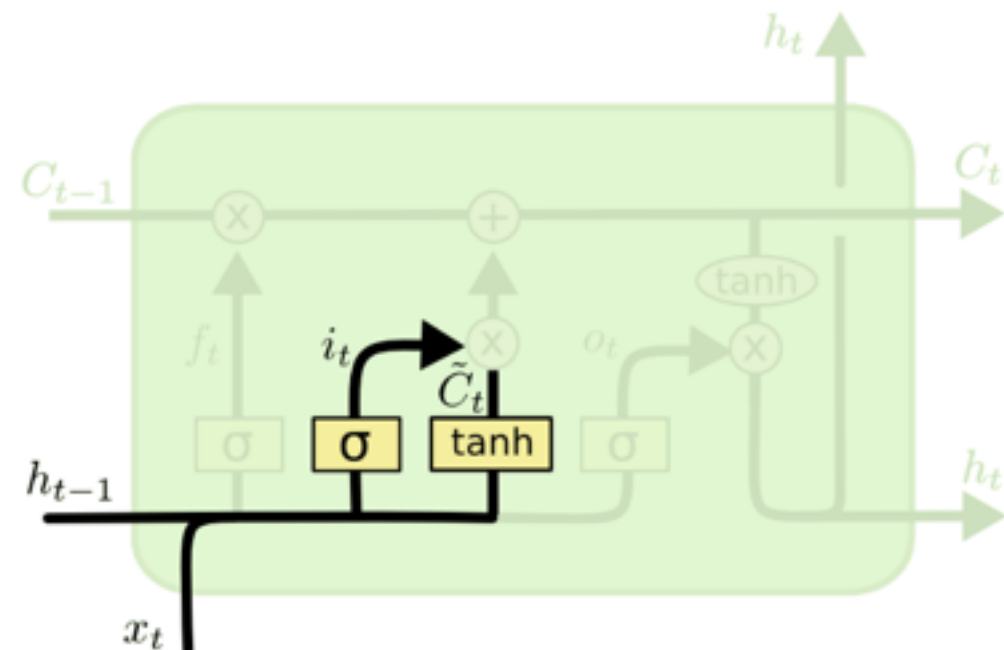 h_t
C_{t-1} C_t
x +
tanh
f_t i_t x o_t x
C̃_t
σ σ tanh σ
h_{t-1} h_t
x_t